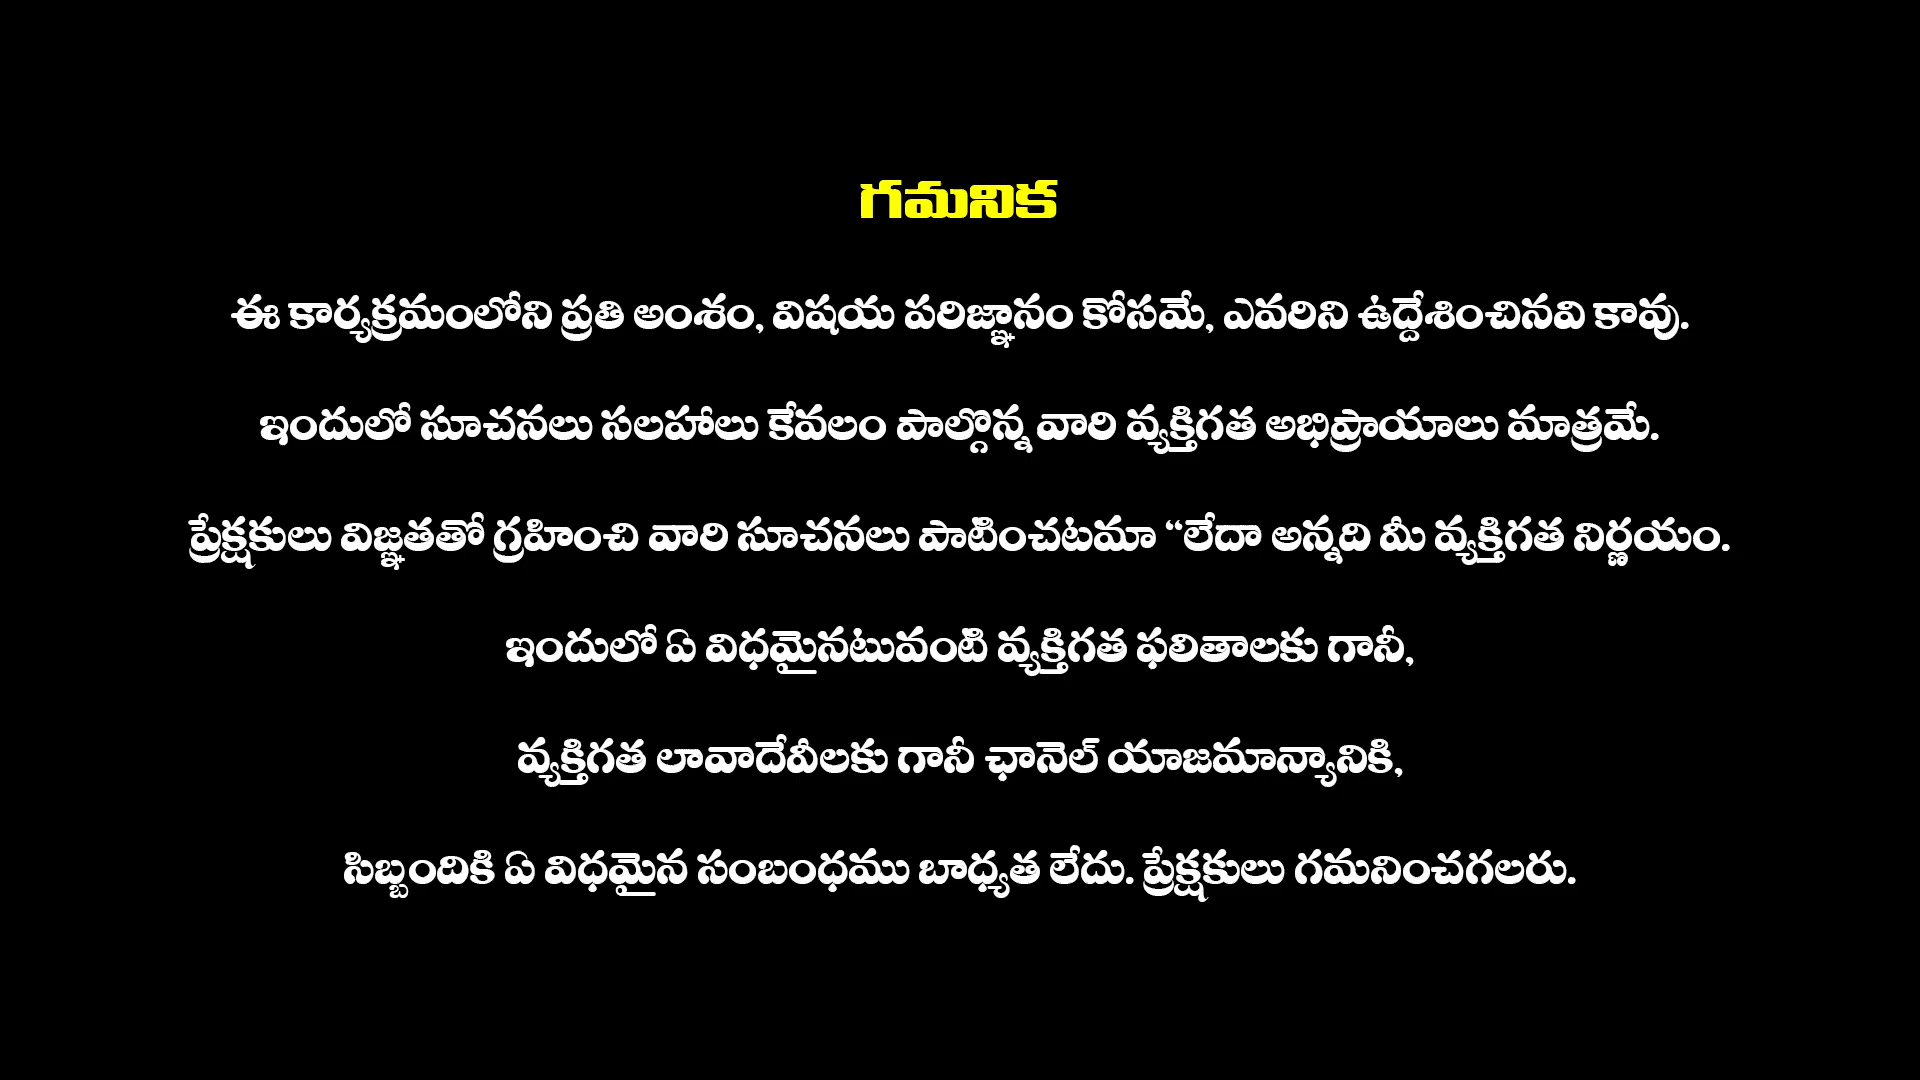 గమనిక
ఈ కార్యక్రమంలోని ప్రతి అంశం, విషయ పరిజ్ఞానం కోసమే, ఎవరిని ఉద్దేశించినవి కావు.
ఇందులో సూచనలు సలహాలు కేవలం పాల్గొన్న వారి వ్యక్తిగత అభిప్రాయాలు మాత్రమే.
ప్రేక్షకులు విజ్ఞతతో గ్రహించి వారి సూచనలు పాటించటమా “లేదా అన్నది మీ వ్యక్తిగత నిర్ణయం.
ఇందులో ఏ విధమైనటువంటి వ్యక్తిగత ఫలితాలకు గానీ,
వ్యక్తిగత లావాదేవీలకు గానీ ఛానెల్ యాజమాన్యానికి,
సిబ్బందికి ఏ విధమైన సంబంధము బాధ్యత లేదు. ప్రేక్షకులు గమనించగలరు.